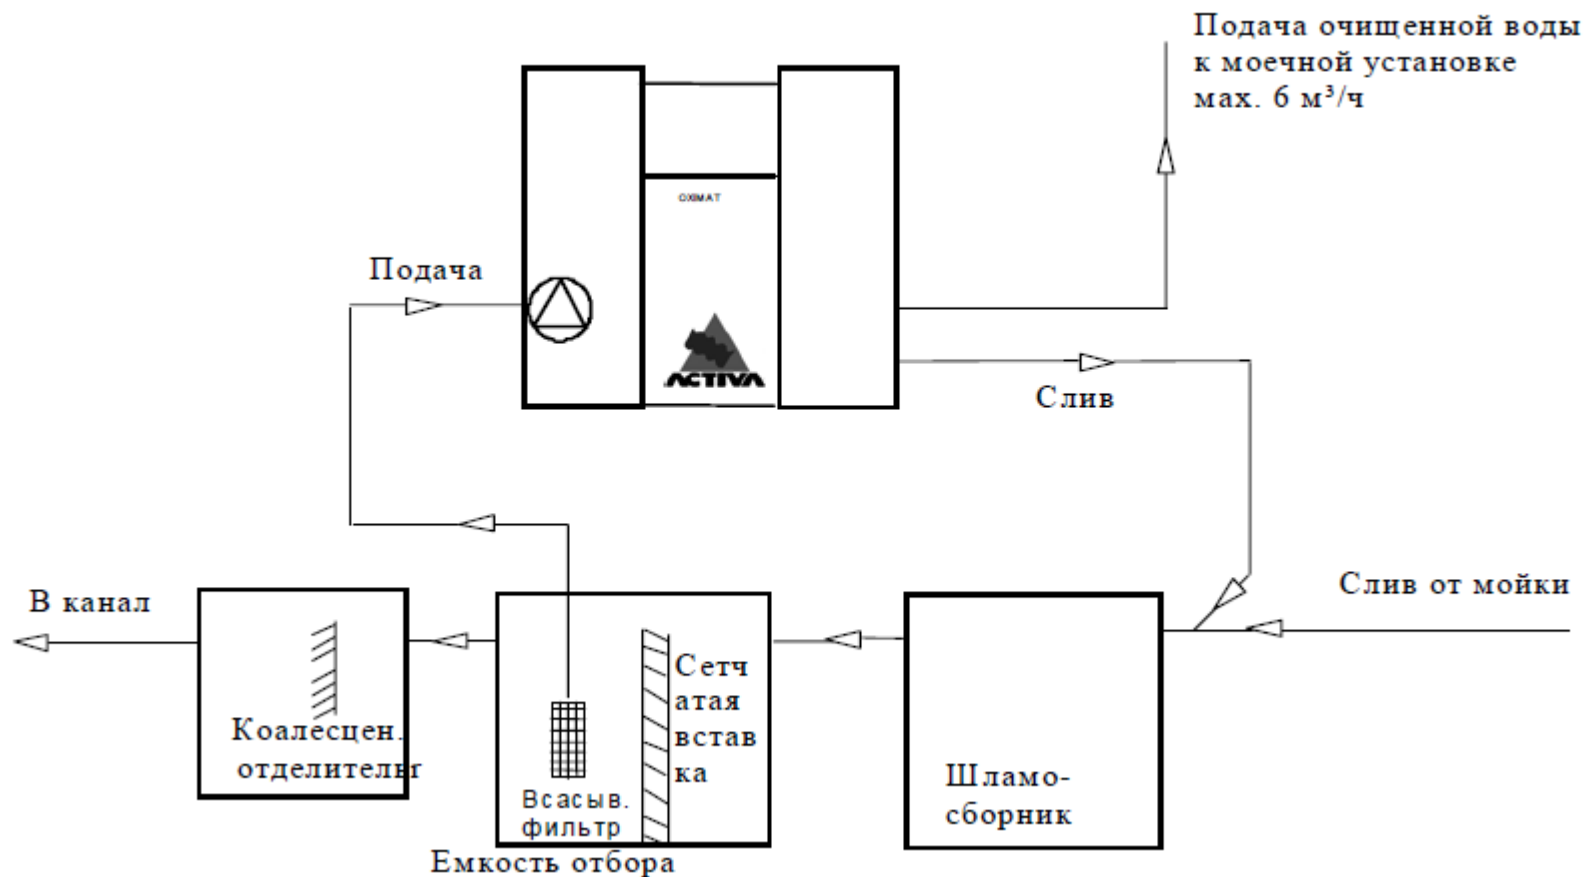 Подача очищенной воды
к моечной установке
мах. 6 м³/ч
OXIMAT
Подача
ACTIVA
Слив
В канал
Слив от мойки
Сетч
атая
встав
ка
Коалесцен.
отделитель
Всасыв.
фильтр
Шламо-
сборник
Емкость отбора